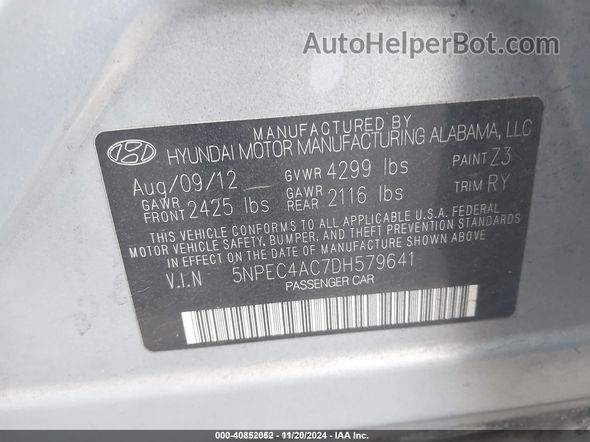 AutoHelperBot.com
MANUFACTURED BY
HYUNDAI MOTOR MANUFACTURING ALABAMA, LLC
Aug/09/12 GVWR 4299 lbs PAINT Z3
GAWR FRONT 2425 lbs GAWR REAR 2116 lbs TRIM RY
THIS VEHICLE CONFORMS TO ALL APPLICABLE U.S.A. FEDERAL
MOTOR VEHICLE SAFETY, BUMPER, AND THEFT PREVENTION STANDARDS
IN EFFECT ON THE DATE OF MANUFACTURE SHOWN ABOVE.
V.I.N 5NPEC4AC7DH579641
PASSENGER CAR
000-40852052 - 11/20/2024 - IAAI.COM